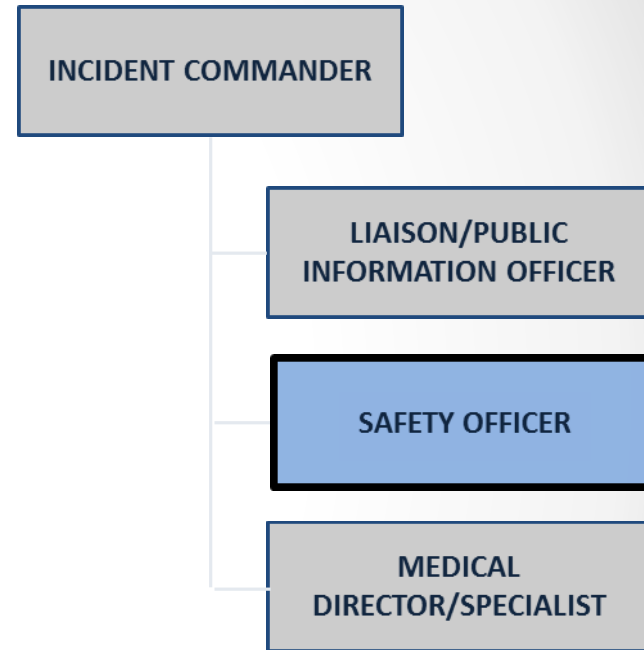 INCIDENT COMMANDER
LIAISON/PUBLIC
INFORMATION OFFICER
SAFETY OFFICER
MEDICAL
DIRECTOR/SPECIALIST